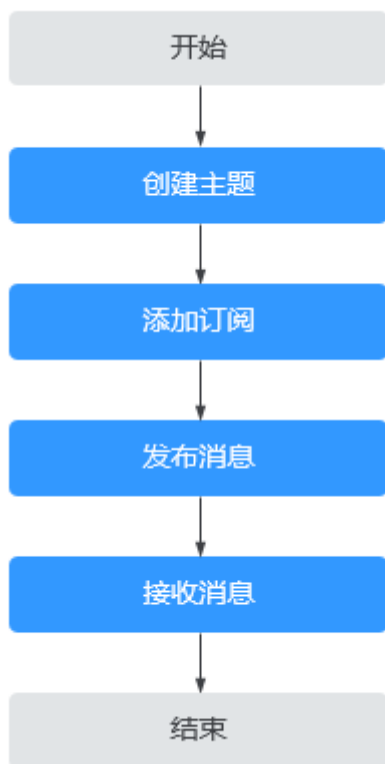 开始
创建主题
添加订阅
发布消息
接收消息
结束